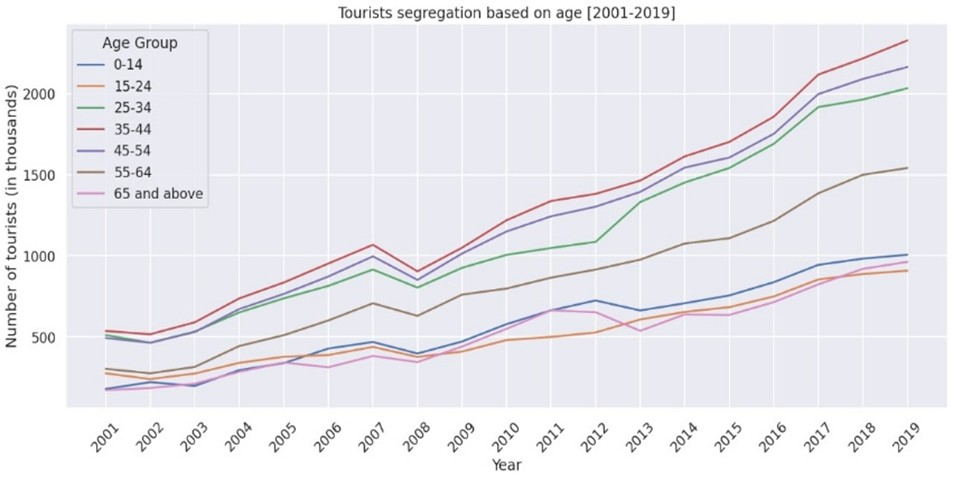 Tourists segregation based on age [2001-2019]
Age Group
0-14
15-24
25-34
35-44
45-54
55-64
65 and above
Number of tourists (in thousands)
2000
1500
1000
500
2001 2002 2003 2004 2005 2006 2007 2008 2009 2010 2011 2012 2013 2014 2015 2016 2017 2018 2019
Year